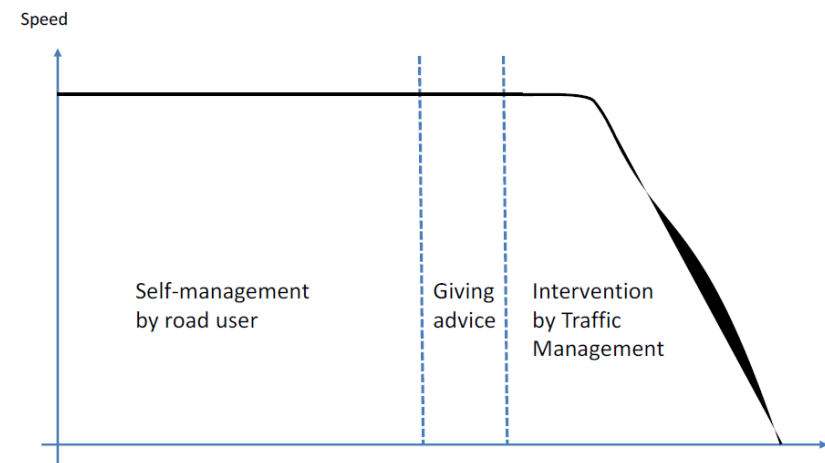 Speed
Self-management
by road user
Giving
advice
Intervention
by Traffic
Management